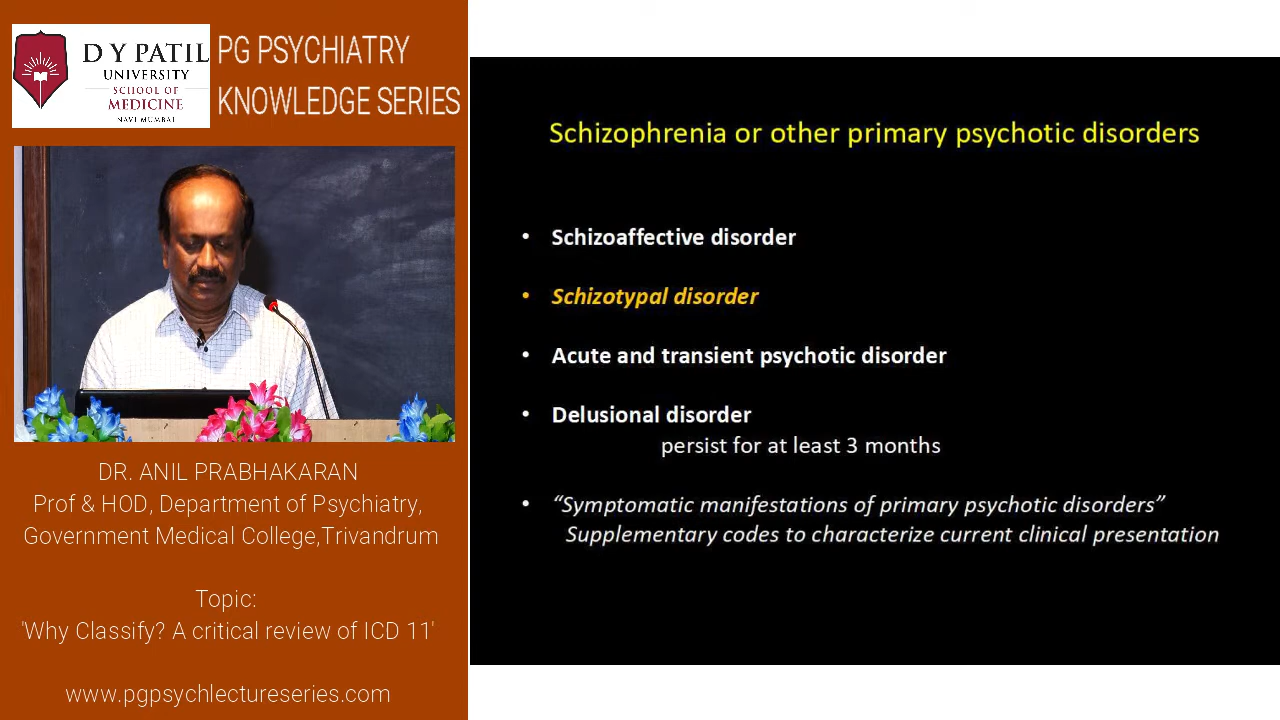 D Y PATIL
UNIVERSITY
SCHOOL OF
MEDICINE
NAVI MUMBAI
PG PSYCHIATRY
KNOWLEDGE SERIES
DR. ANIL PRABHAKARAN
Prof & HOD, Department of Psychiatry,
Government Medical College,Trivandrum
Topic:
'Why Classify? A critical review of ICD 11'
www.pgpsychlectureseries.com
Schizophrenia or other primary psychotic disorders
• Schizoaffective disorder
• Schizotypal disorder
• Acute and transient psychotic disorder
• Delusional disorder
persist for at least 3 months
• “Symptomatic manifestations of primary psychotic disorders”
Supplementary codes to characterize current clinical presentation